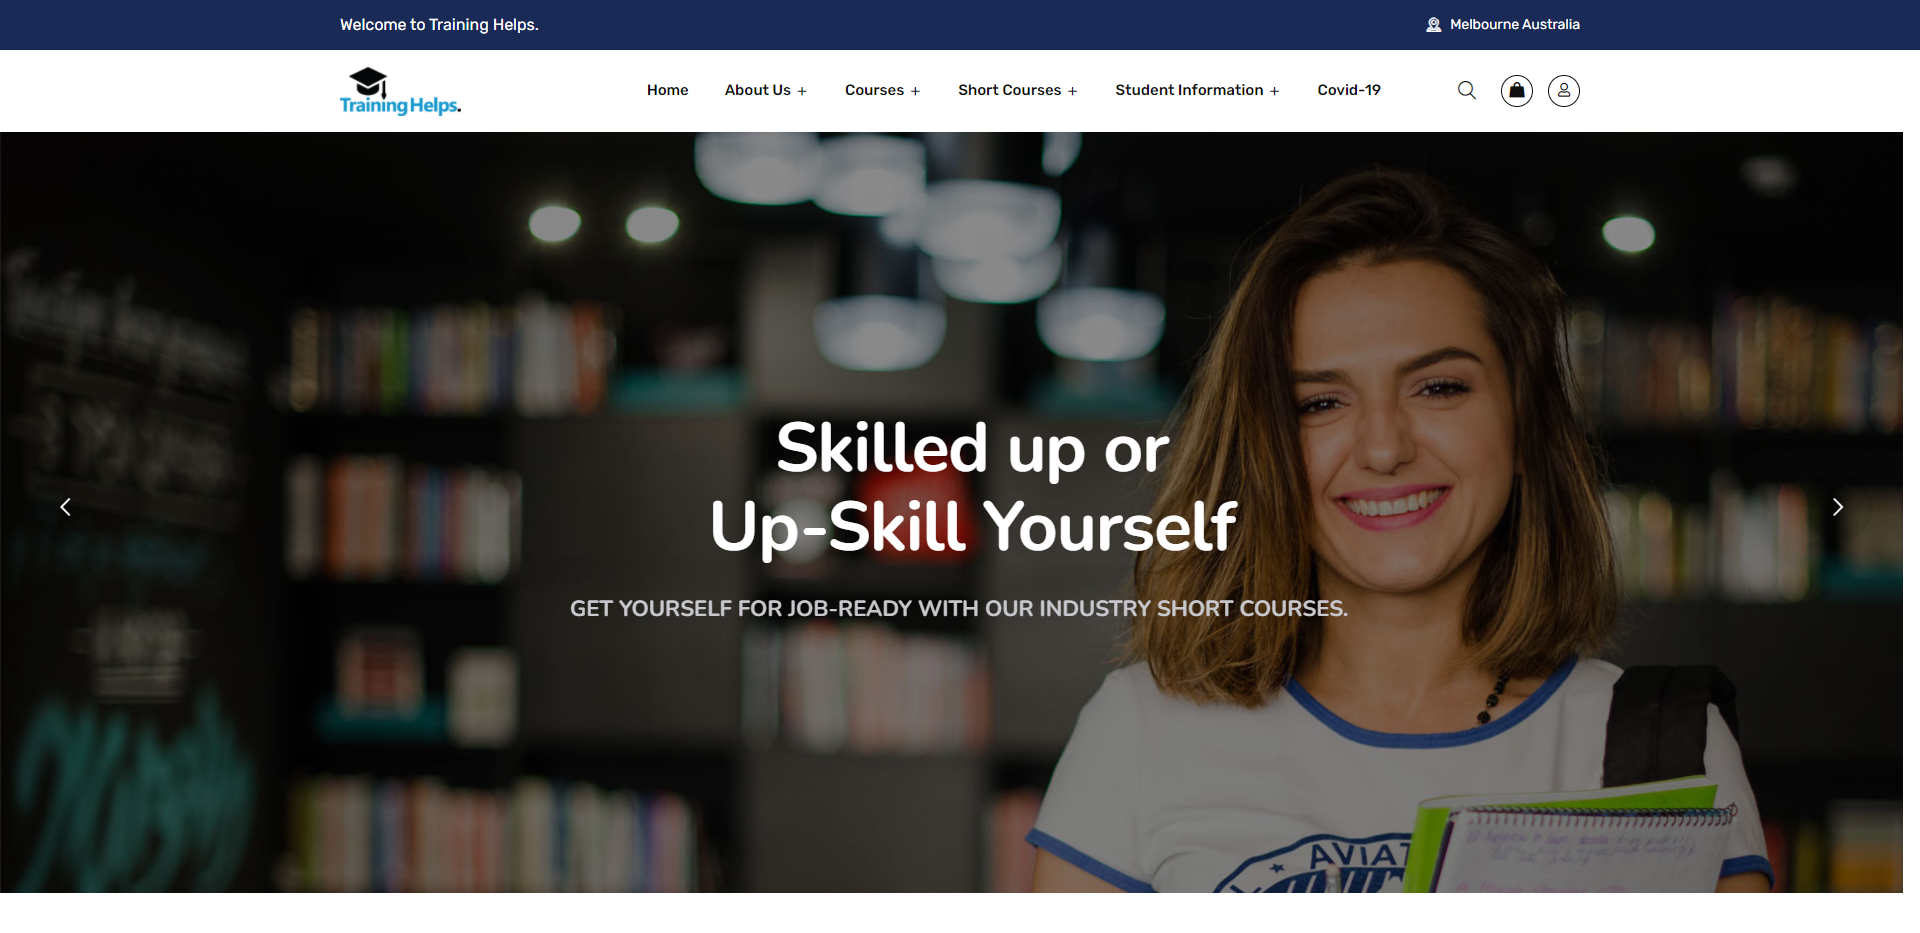 Welcome to Training Helps.
Melbourne Australia
Training Helps.
Home
About Us +
Courses +
Short Courses +
Student Information +
Covid-19
Skilled up or
Up-Skill Yourself
GET YOURSELF FOR JOB-READY WITH OUR INDUSTRY SHORT COURSES.